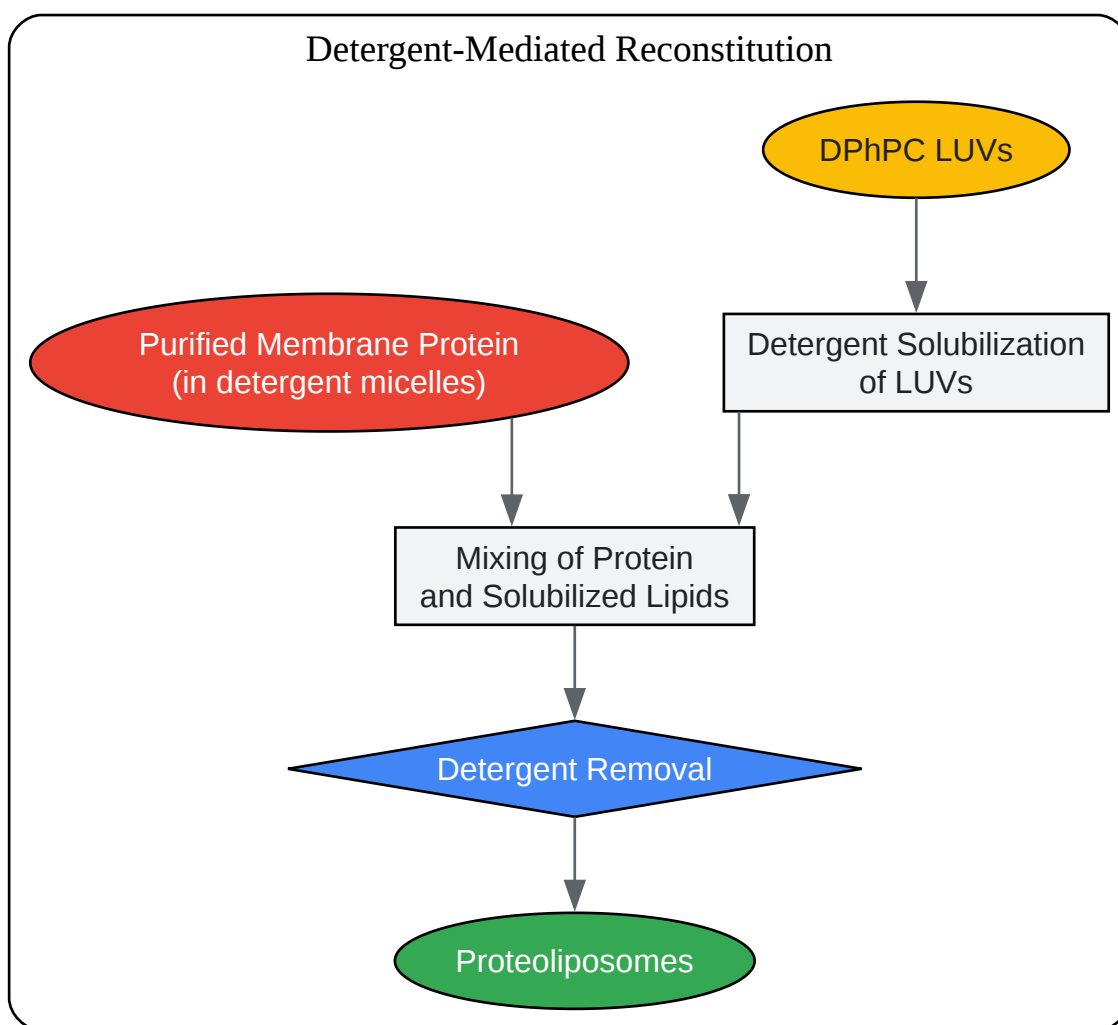 Detergent-Mediated Reconstitution
DPhPC LUVs
Purified Membrane Protein
(in detergent micelles)
Detergent Solubilization
of LUVs
Mixing of Protein
and Solubilized Lipids
Detergent Removal
Proteoliposomes